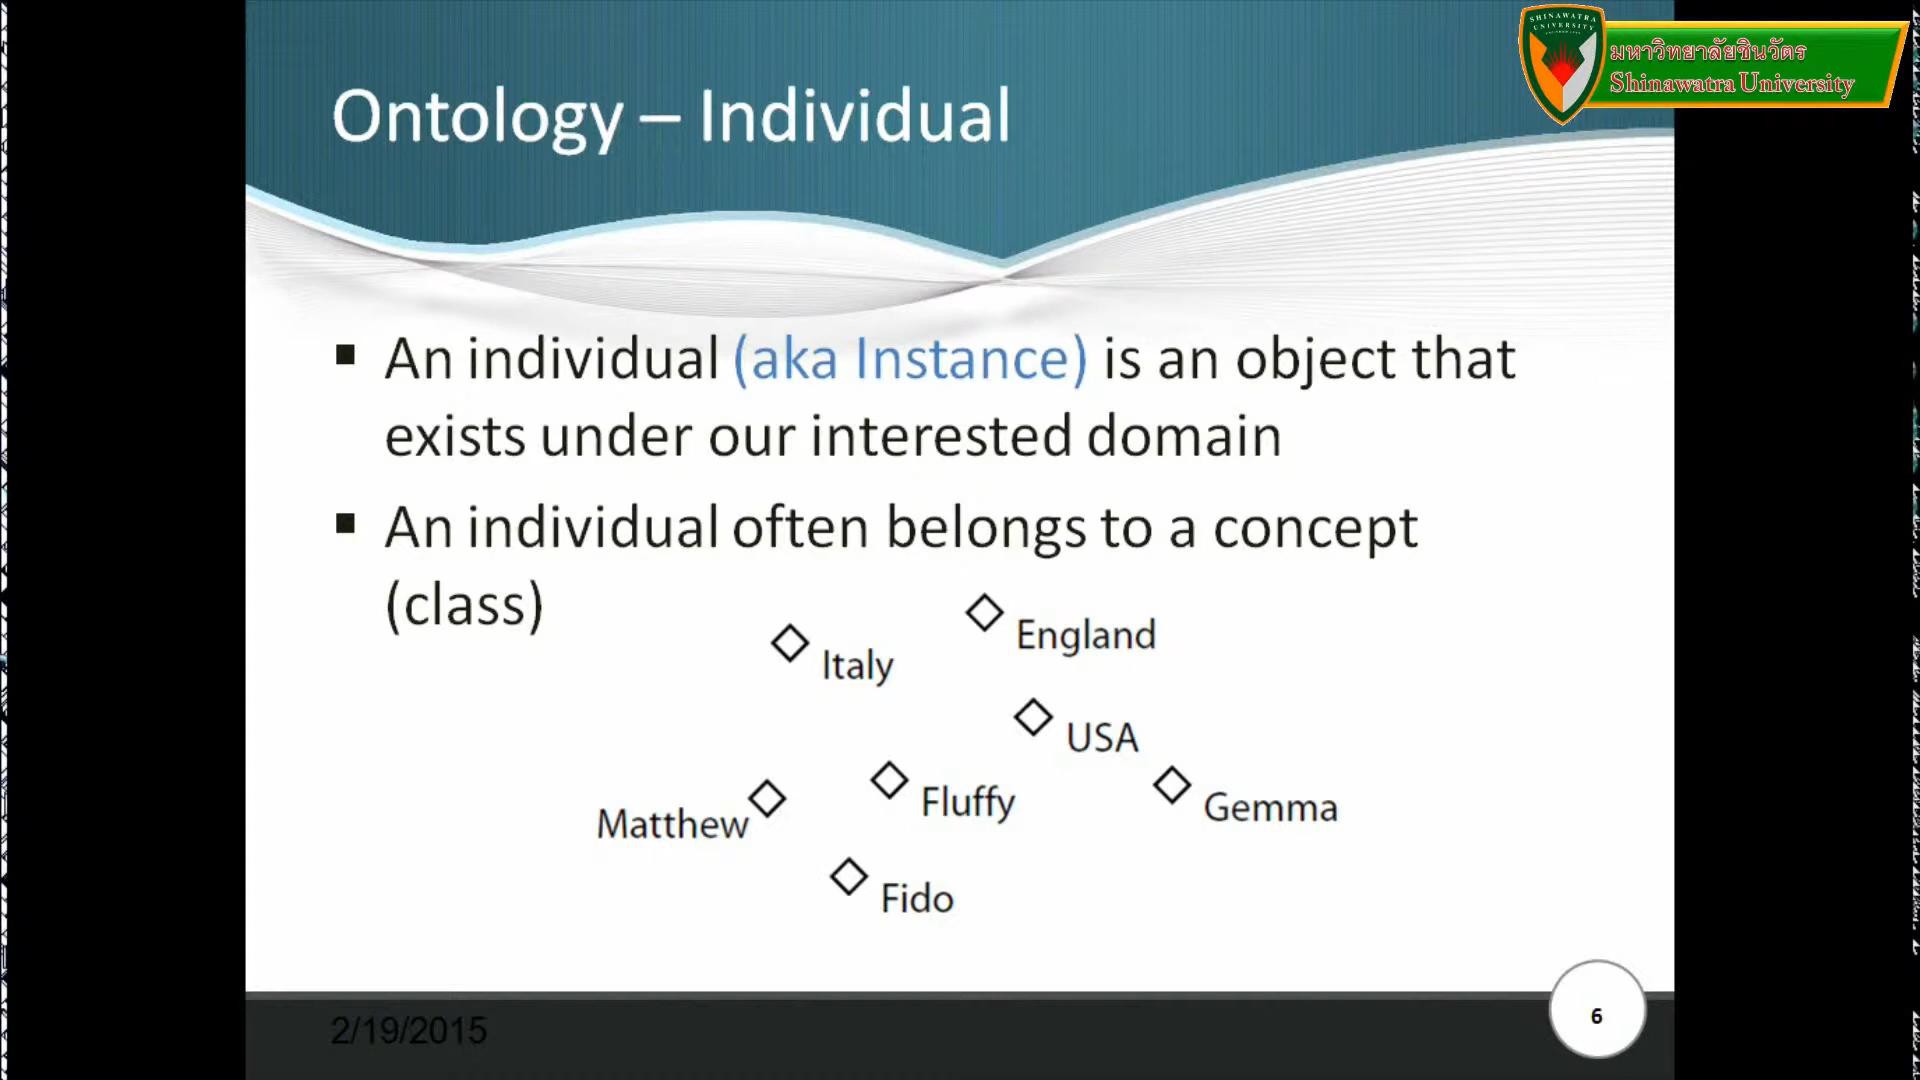 SHINAWATRA
UNIVERSITY
มหาวิทยาลัยชินวัตร
Shinawatra University
Ontology – Individual
▪ An individual (aka Instance) is an object that
exists under our interested domain
▪ An individual often belongs to a concept
(class)
England
Italy
USA
Fluffy
Gemma
Matthew
Fido
2/19/2015
6